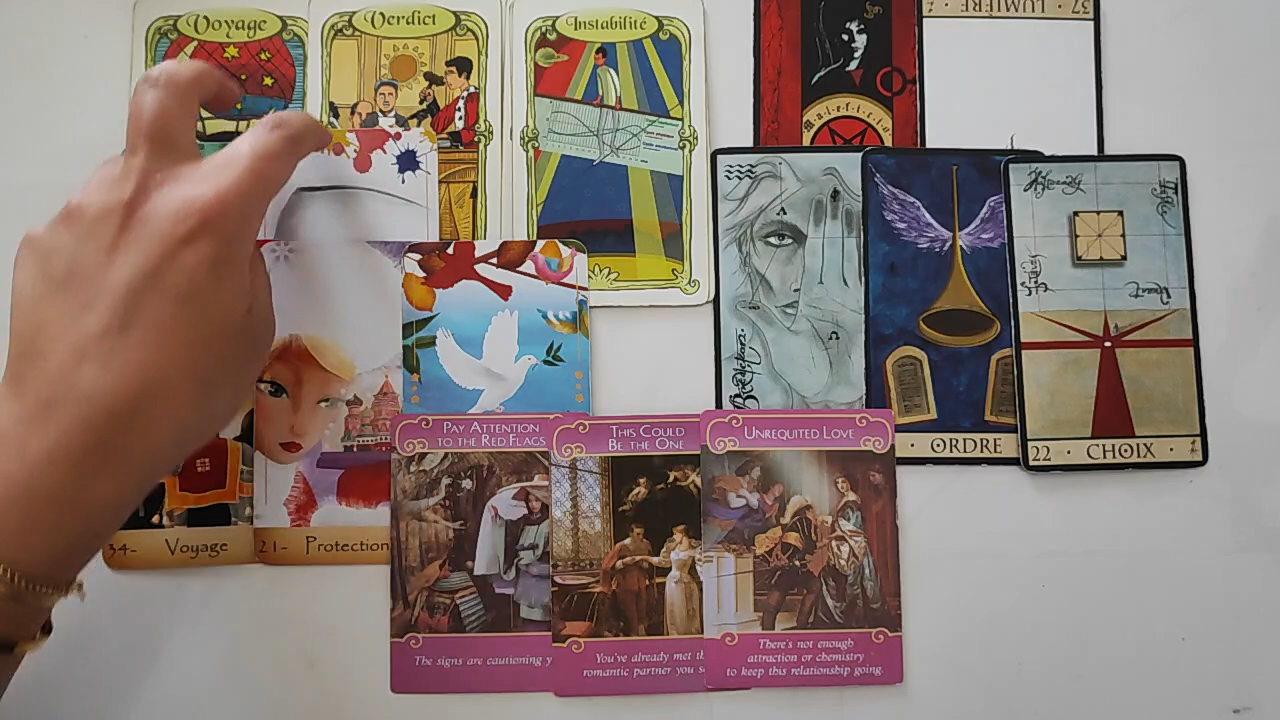 Voyage
Verdict
Instabilité
Maleficia
37
LUMIÈRE
ORDRE
22 · CHOIX ·
PAY ATTENTION
TO THE RED FLAGS
THIS COULD
BE THE ONE
UNREQUITED LOVE
34- Voyage
21- Protection
The signs are cautioning y
You've already met th
romantic partner you s
There's not enough
attraction or chemistry
to keep this relationship going.